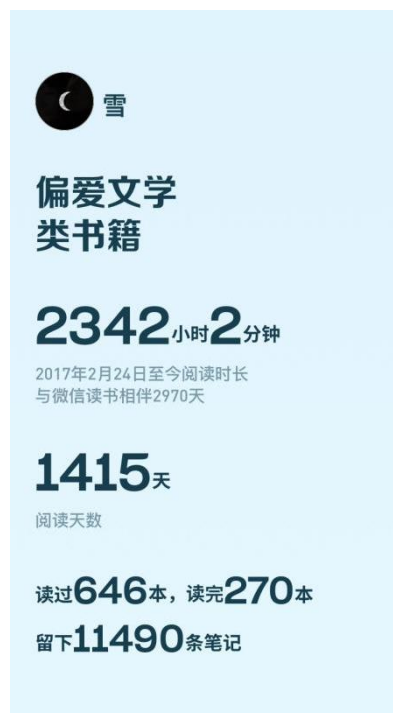 雪
偏爱文学
类书籍
2342小时2分钟
2017年2月24日至今阅读时长
与微信读书相伴2970天
1415天
阅读天数
读过646本，读完270本
留下11490条笔记